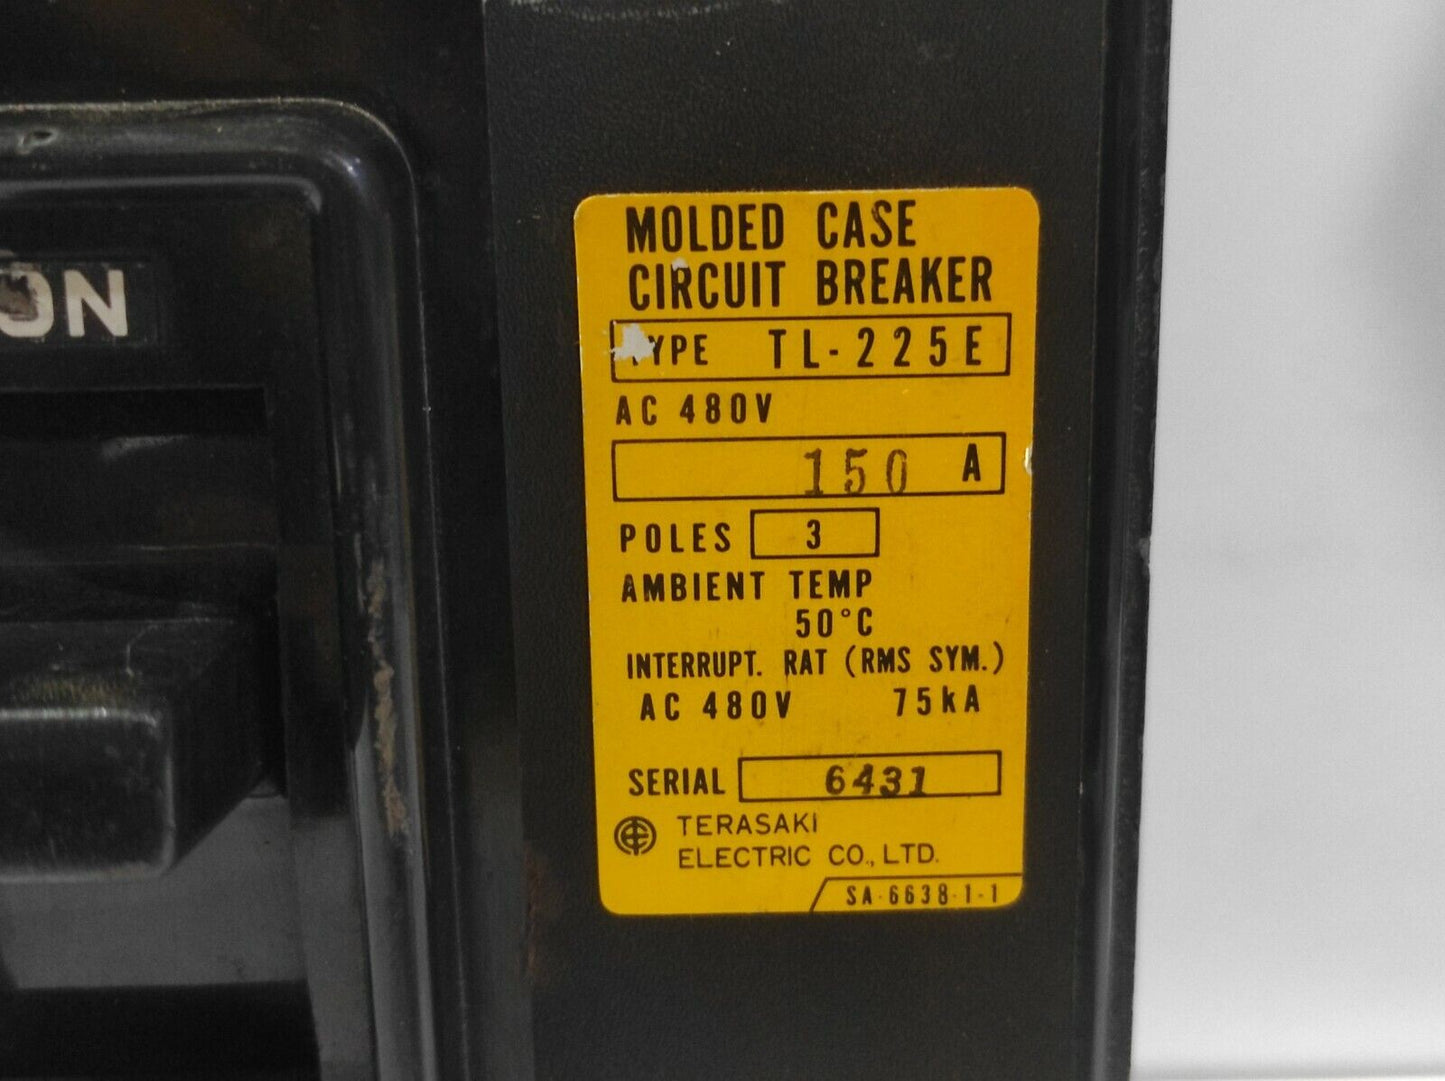 ON
MOLDED CASE
CIRCUIT BREAKER
TYPE TL-225E
AC 480V
150 A
POLES 3
AMBIENT TEMP
50°C
INTERRUPT. RAT (RMS SYM.)
AC 480V 75kA
SERIAL 6431
TERASAKI
ELECTRIC CO., LTD.
SA-6638-1-1